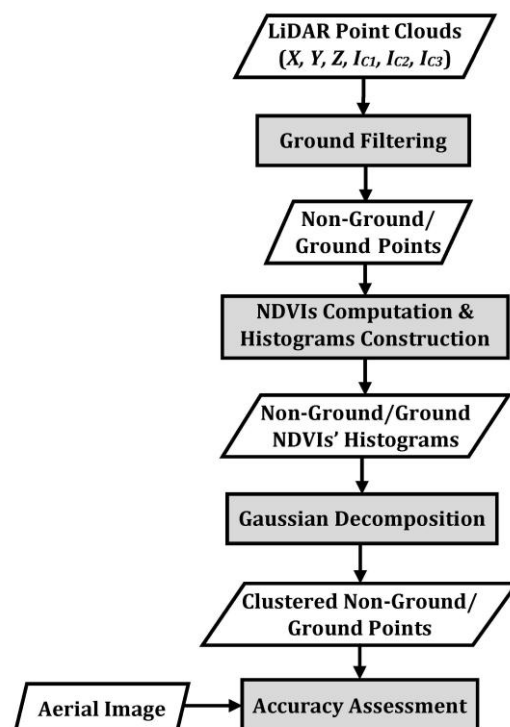 LiDAR Point Clouds
(X, Y, Z, IC1, IC2, IC3)
Ground Filtering
Non-Ground/
Ground Points
NDVIs Computation &
Histograms Construction
Non-Ground/Ground
NDVIs’ Histograms
Gaussian Decomposition
Clustered Non-Ground/
Ground Points
Aerial Image
Accuracy Assessment